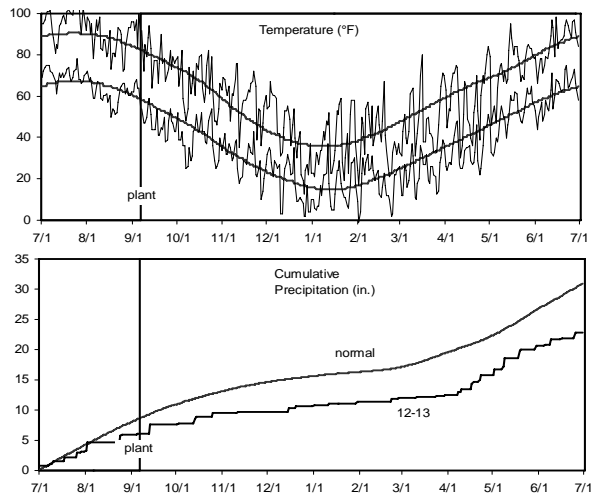 100
Temperature (°F)
80
60
40
20
plant
0
7/1 8/1 9/1 10/1 11/1 12/1 1/1 2/1 3/1 4/1 5/1 6/1 7/1
35
Cumulative
Precipitation (in.)
30
25
20
normal
15
10
12-13
5
plant
0
7/1 8/1 9/1 10/1 11/1 12/1 1/1 2/1 3/1 4/1 5/1 6/1 7/1